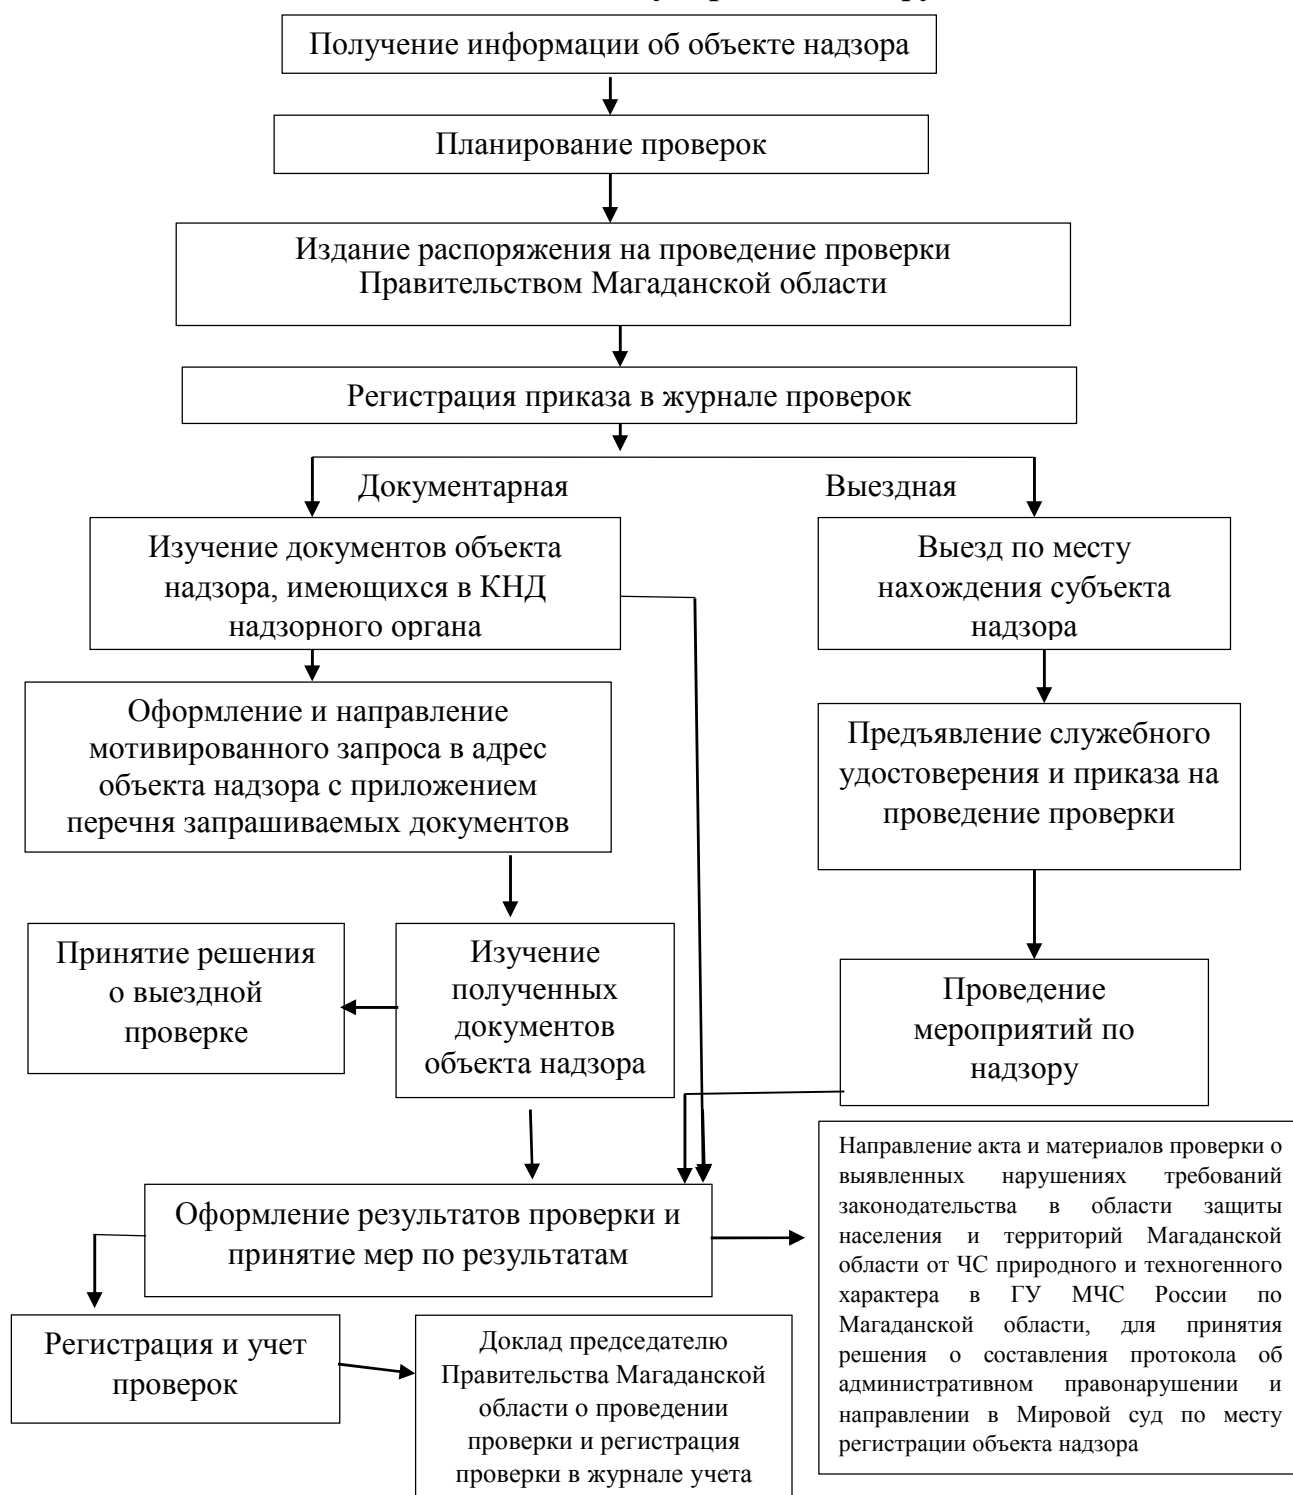 Получение информации об объекте надзора
Планирование проверок
Издание распоряжения на проведение проверки
Правительством Магаданской области
Регистрация приказа в журнале проверок
Документарная
Выездная
Изучение документов объекта
надзора, имеющихся в КНД
надзорного органа
Выезд по месту
нахождения субъекта
надзора
Оформление и направление
мотивированного запроса в адрес
объекта надзора с приложением
перечня запрашиваемых документов
Предъявление служебного
удостоверения и приказа на
проведение проверки
Принятие решения
о выездной
проверке
Изучение
полученных
документов
объекта надзора
Проведение
мероприятий по
надзору
Оформление результатов проверки и
принятие мер по результатам
Направление акта и материалов проверки о
выявленных нарушениях требований
законодательства в области защиты
населения и территорий Магаданской
области от ЧС природного и техногенного
характера в ГУ МЧС России по
Магаданской области, для принятия
решения о составления протокола об
административном правонарушении и
направлении в Мировой суд по месту
регистрации объекта надзора
Регистрация и учет
проверок
Доклад председателю
Правительства Магаданской
области о проведении
проверки и регистрация
проверки в журнале учета